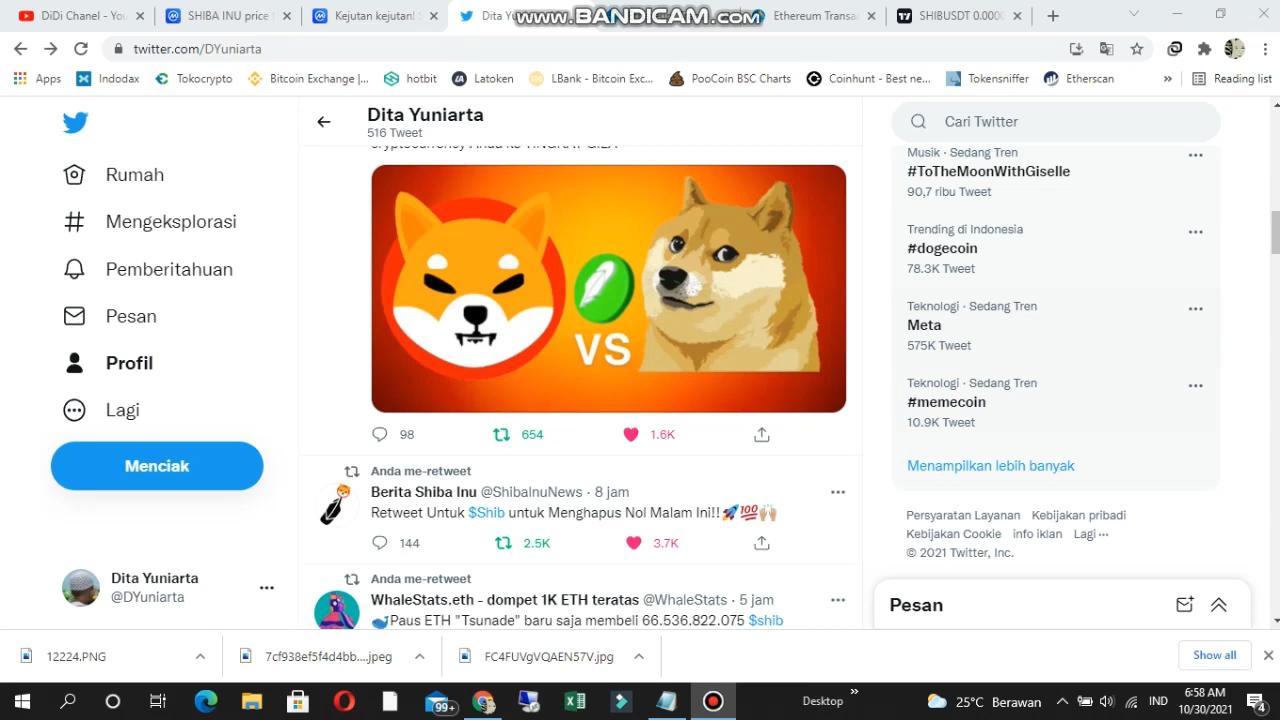 DiDi Chanel - You
SHIBA INU price
Kejutan kejutan! S
Dita Yu
www.BANDICAM.com
Ethereum Transa
SHIBUSDT 0.0000
twitter.com/DYuniarta
Apps
Indodax
Tokocrypto
Bitcoin Exchange |...
hotbit
Latoken
LBank - Bitcoin Exc...
PooCoin BSC Charts
Coinhunt - Best ne...
Tokensniffer
Etherscan
»
Reading list
Dita Yuniarta
516 Tweet
Cari Twitter
Rumah
Mengeksplorasi
Pemberitahuan
Pesan
Profil
Lagi
Menciak
Dita Yuniarta
@DYuniarta
cryptocurrency Anda ke TINGKAT GILA
VS
98
654
1.6K
Anda me-retweet
Berita Shiba Inu @ShibaInuNews · 8 jam
Retweet Untuk $Shib untuk Menghapus Nol Malam Ini!!🚀💯🙌🏼
144
2.5K
3.7K
Anda me-retweet
WhaleStats.eth - dompet 1K ETH teratas @WhaleStats · 5 jam
🐋Paus ETH "Tsunade" baru saja membeli 66.536.822.075 $shib
Musik · Sedang Tren
#ToTheMoonWithGiselle
90,7 ribu Tweet
Trending di Indonesia
#dogecoin
78.3K Tweet
Teknologi · Sedang Tren
Meta
575K Tweet
Teknologi · Sedang Tren
#memecoin
10.9K Tweet
Menampilkan lebih banyak
Persyaratan Layanan Kebijakan pribadi
Kebijakan Cookie info iklan Lagi ···
© 2021 Twitter, Inc.
Pesan
12224.PNG
7cf938ef5f4d4bb....jpeg
FC4FUVgVQAEN57V.jpg
Show all
99+
Desktop
»
25°C Berawan
IND
6:58 AM
10/30/2021
4